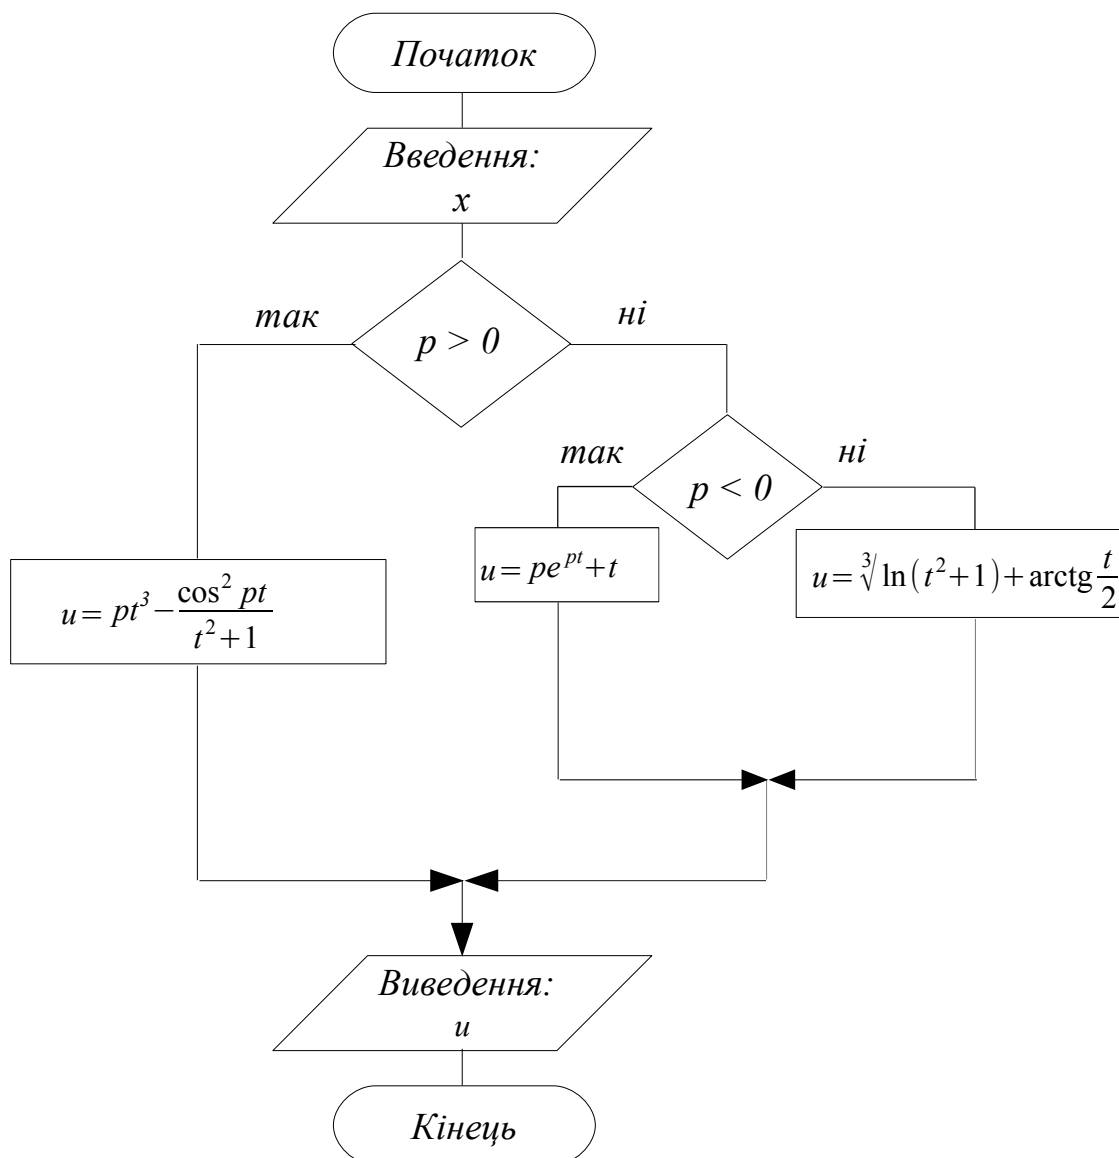 Початок
Введення:
x
так
p > 0
ні
так
p < 0
ні
u = pt³ − cos² pt / t² + 1
u = pe^{pt} + t
u = ∛ln(t² + 1) + arctg t/2
Виведення:
u
Кінець